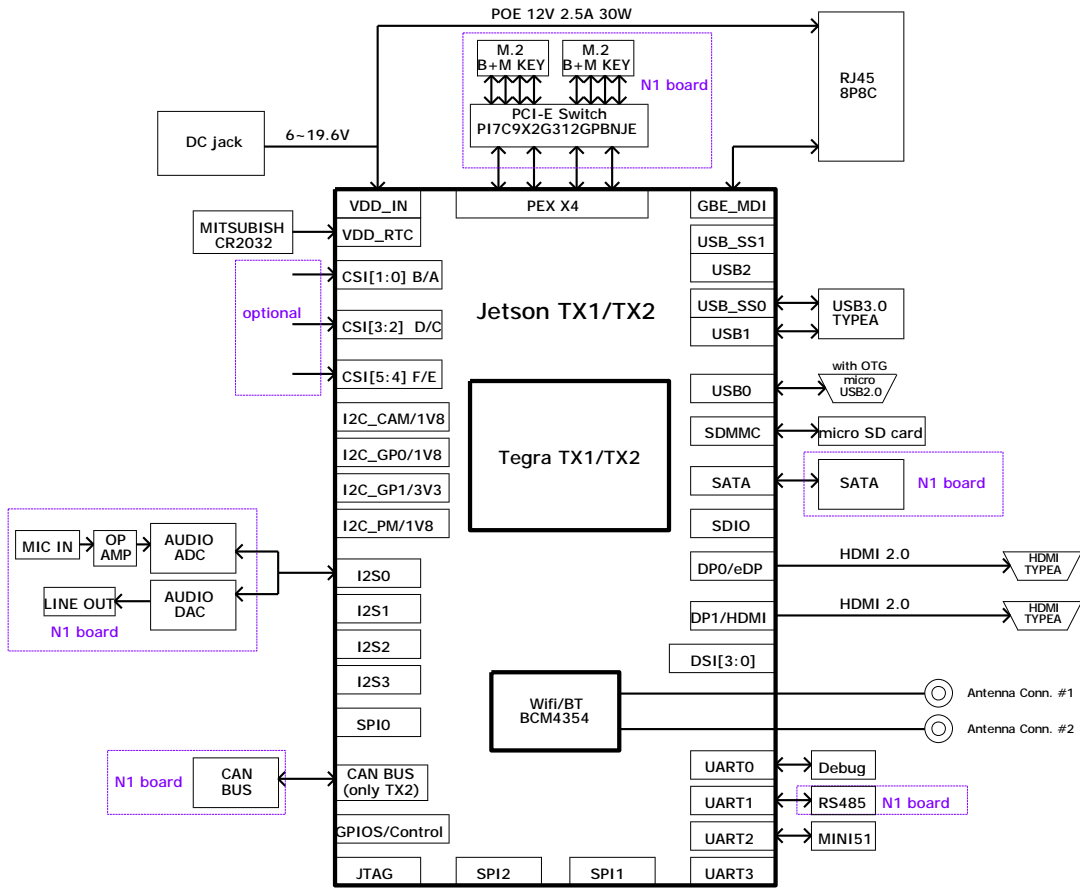 POE 12V 2.5A 30W
M.2
B+M KEY
M.2
B+M KEY
N1 board
RJ45
8P8C
PCI-E Switch
PI7C9X2G312GPBNJE
DC jack
6~19.6V
VDD_IN
PEX X4
GBE_MDI
MITSUBISH
CR2032
VDD_RTC
USB_SS1
USB2
CSI[1:0] B/A
optional
CSI[3:2] D/C
CSI[5:4] F/E
Jetson TX1/TX2
USB_SS0
USB1
USB3.0
TYPEA
with OTG
USB0
micro
USB2.0
I2C_CAM/1V8
SDMMC
micro SD card
I2C_GP0/1V8
Tegra TX1/TX2
I2C_GP1/3V3
SATA
SATA
N1 board
I2C_PM/1V8
SDIO
MIC IN
OP
AMP
AUDIO
ADC
I2S0
DP0/eDP
HDMI 2.0
HDMI
TYPEA
LINE OUT
AUDIO
DAC
N1 board
I2S1
DP1/HDMI
HDMI 2.0
HDMI
TYPEA
I2S2
DSI[3:0]
I2S3
Wifi/BT
BCM4354
Antenna Conn. #1
SPI0
Antenna Conn. #2
N1 board
CAN
BUS
CAN BUS
(only TX2)
UART0
Debug
UART1
RS485
N1 board
GPIOS/Control
UART2
MINI51
JTAG
SPI2
SPI1
UART3